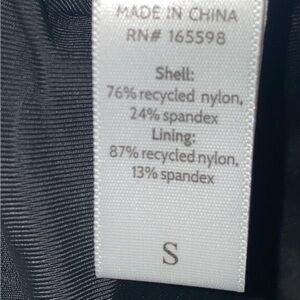 MADE IN CHINA
RN# 165598
Shell:
76% recycled nylon,
24% spandex
Lining:
87% recycled nylon,
13% spandex
S